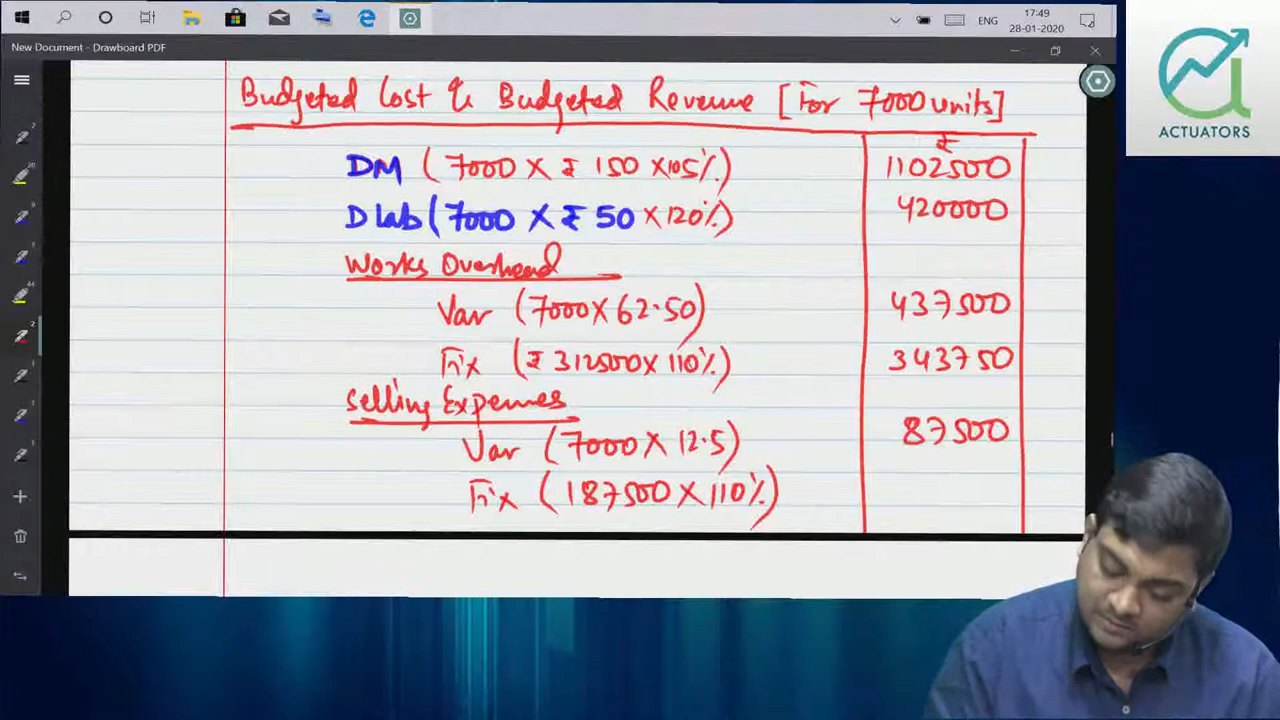 17:49
ENG
28-01-2020
New Document - Drawboard PDF
ACTUATORS
Budgeted Cost & Budgeted Revenue [For 7000 units]
₹
DM (7000 X ₹ 150 X 105%) 1102500
D Lab (7000 X ₹ 50 X 120%) 420000
Works Overhead
Var (7000 X 62.50) 437500
Fix (₹ 312500 X 110%) 343750
Selling Expenses
Var (7000 X 12.5) 87500
Fix (187500 X 110%)